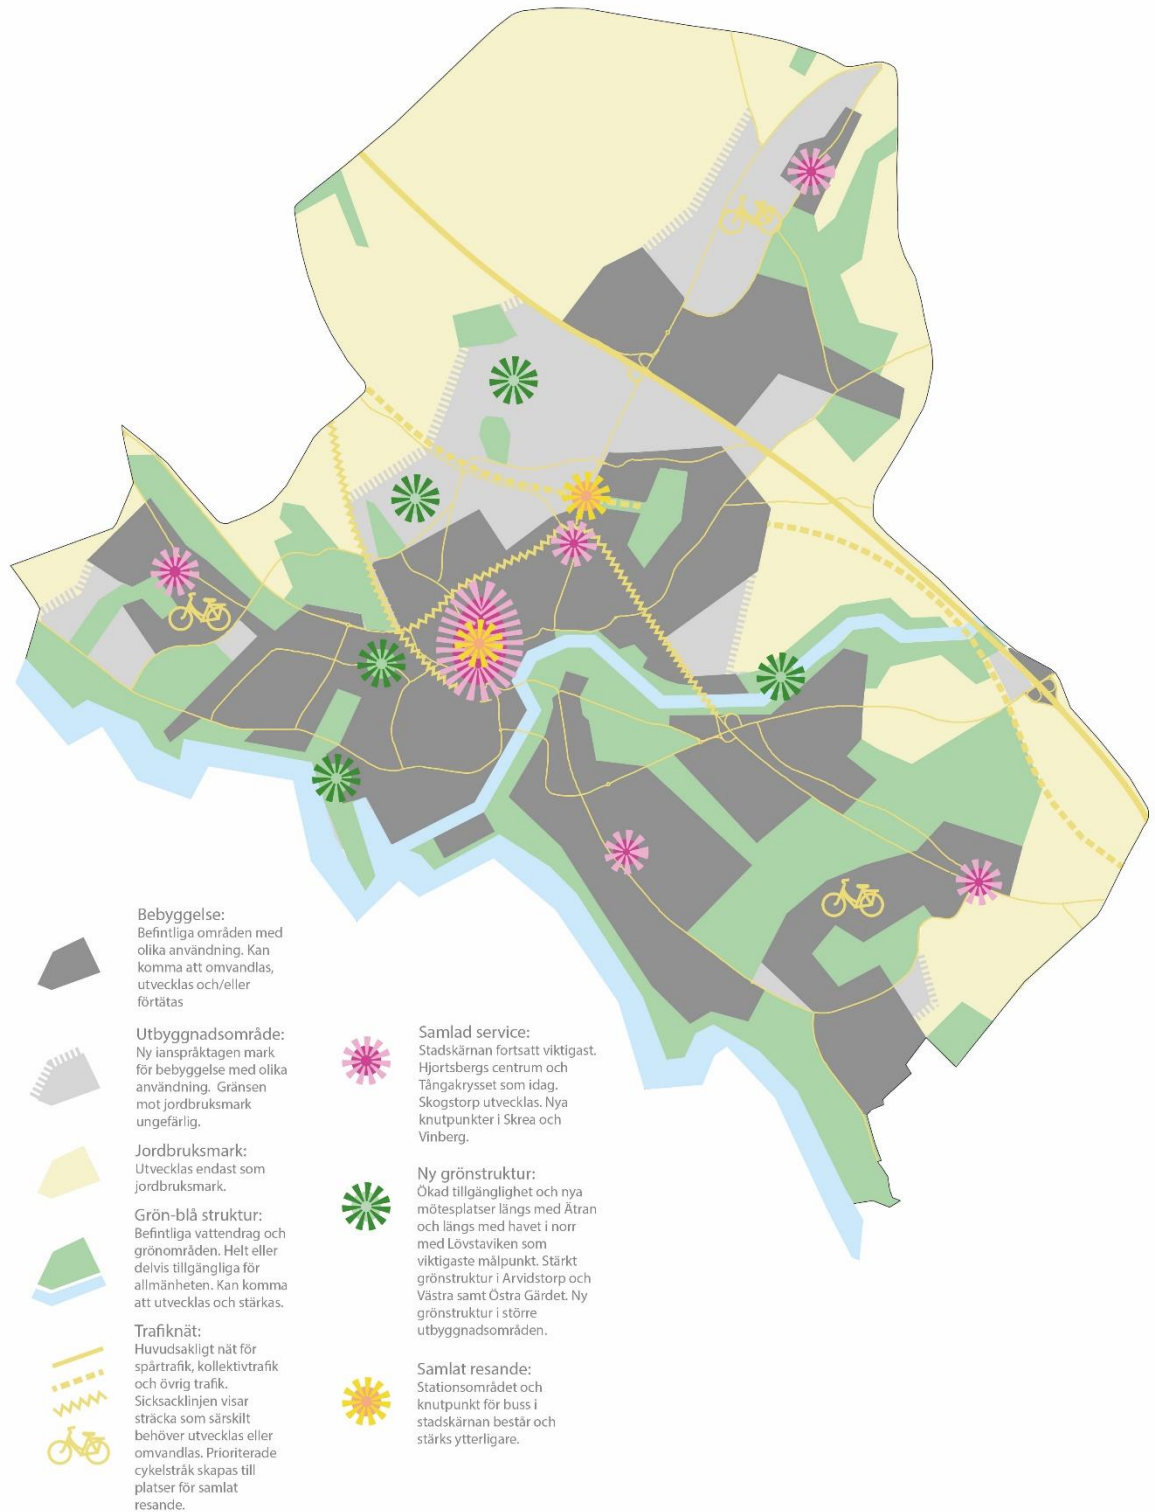 Bebyggelse:
Befintliga områden med
olika användning. Kan
komma att omvandlas,
utvecklas och/eller
förtätas
Utbyggnadsområde:
Ny ianspråktagen mark
för bebyggelse med olika
användning. Gränsen
mot jordbruksmark
ungefärlig.
Jordbruksmark:
Utvecklas endast som
jordbruksmark.
Grön-blå struktur:
Befintliga vattendrag och
grönområden. Helt eller
delvis tillgängliga för
allmänheten. Kan komma
att utvecklas och stärkas.
Trafiknät:
Huvudsakligt nät för
spårtrafik, kollektivtrafik
och övrig trafik.
Sicksacklinjen visar
sträcka som särskilt
behöver utvecklas eller
omvandlas. Prioriterade
cykelstråk skapas till
platser för samlat
resande.
Samlad service:
Stadskärnan fortsatt viktigast.
Hjortsbergs centrum och
Tångakrysset som idag.
Skogstorp utvecklas. Nya
knutpunkter i Skrea och
Vinberg.
Ny grönstruktur:
Ökad tillgänglighet och nya
mötesplatser längs med Ätran
och längs med havet i norr
med Lövstaviken som
viktigaste målpunkt. Stärkt
grönstruktur i Arvidstorp och
Västra samt Östra Gärdet. Ny
grönstruktur i större
utbyggnadsområden.
Samlat resande:
Stationsområdet och
knutpunkt för buss i
stadskärnan består och
stärks ytterligare.